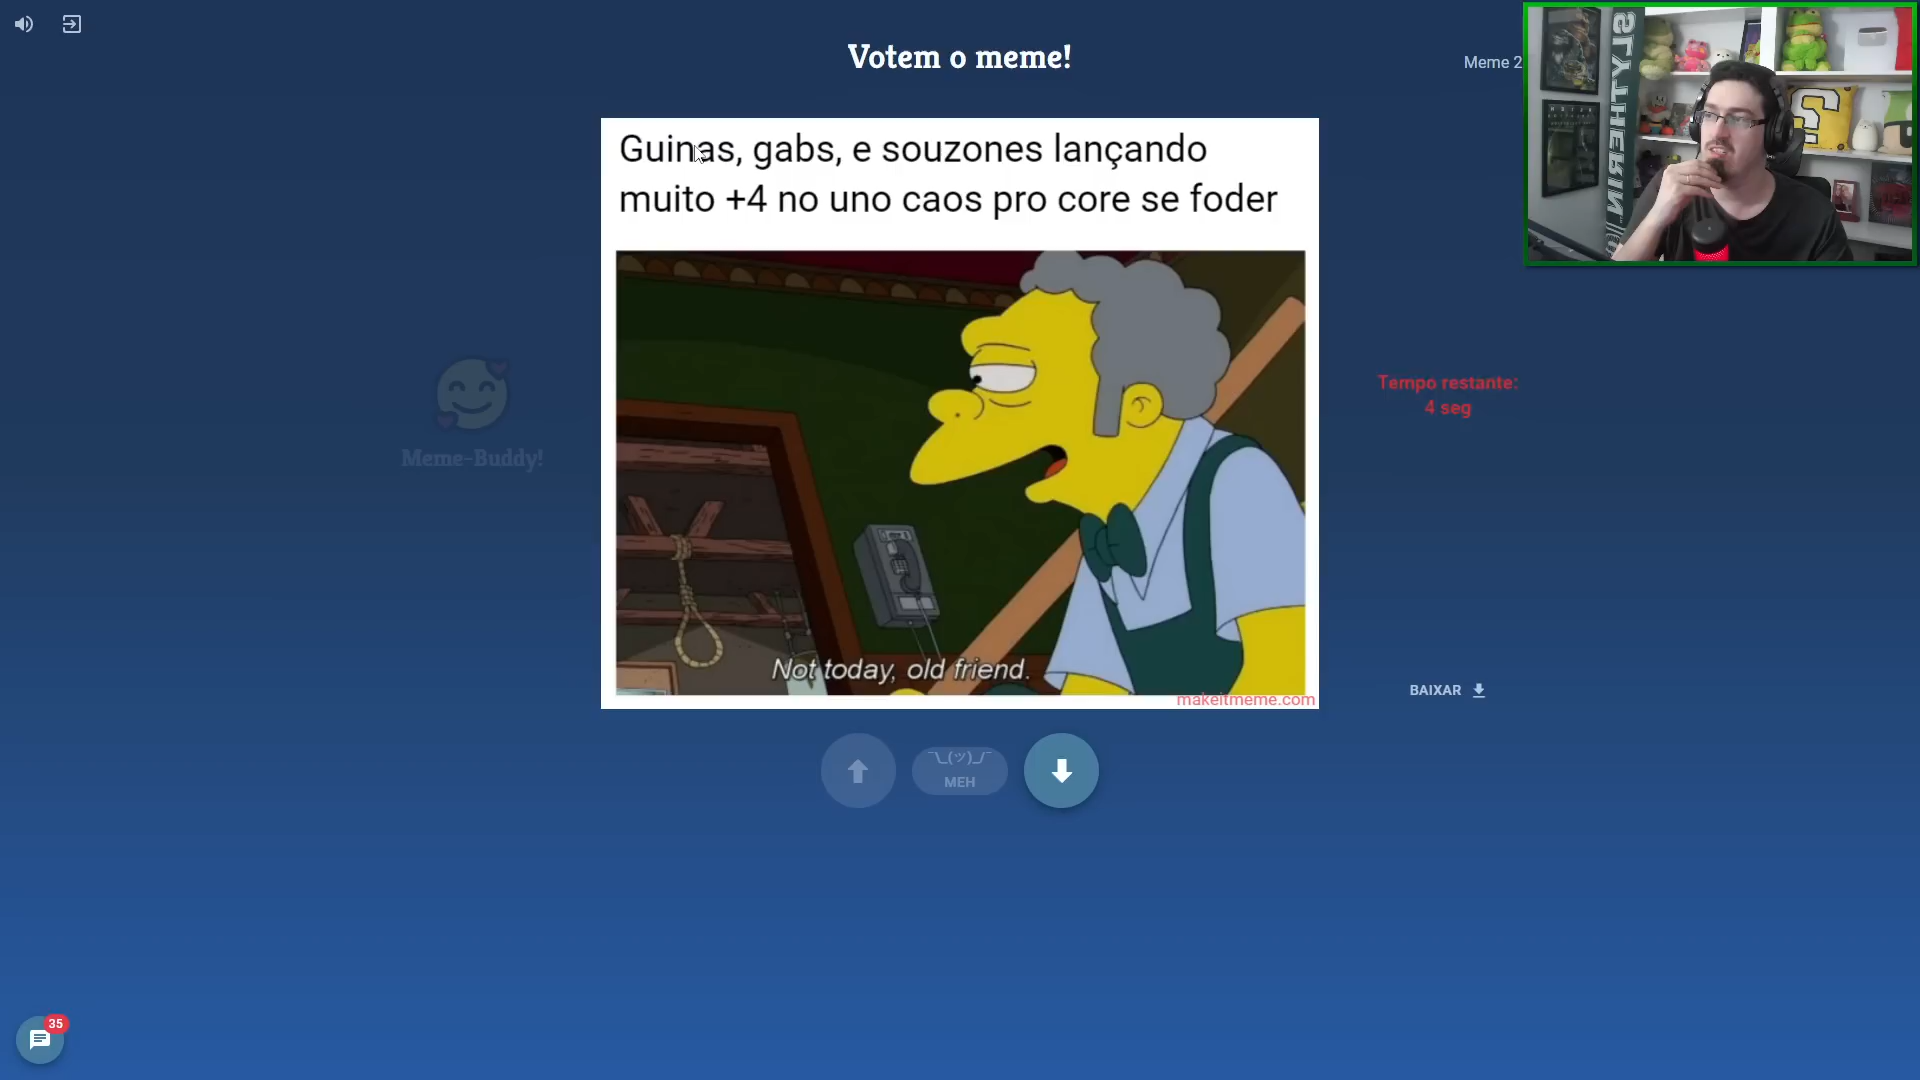 Votem o meme!
Meme 2
SLYTHERIN
Guinas, gabs, e souzones lançando
muito +4 no uno caos pro core se foder
Tempo restante:
4 seg
Meme-Buddy!
Not today, old friend.
makeitmeme.com
BAIXAR
¯\_(ツ)_/¯
MEH
35